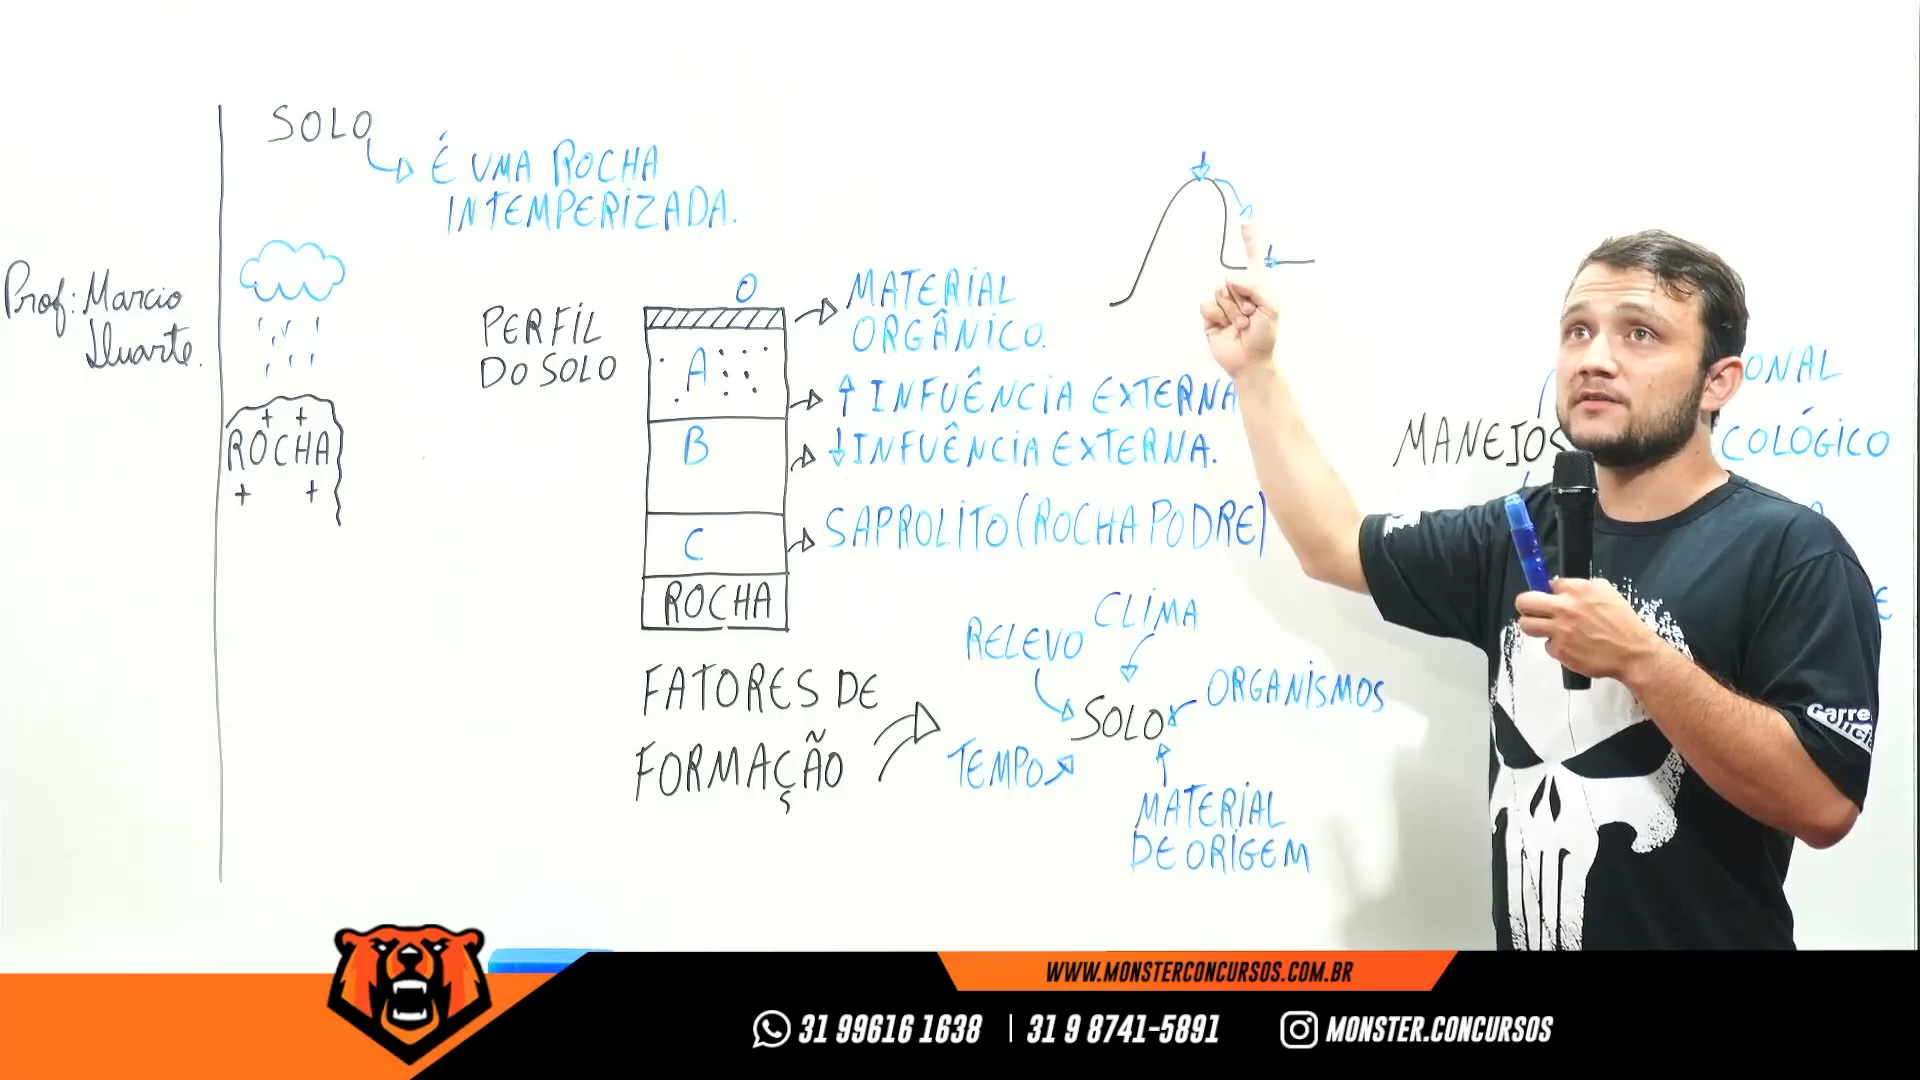 SOLO
É UMA ROCHA
INTEMPERIZADA.
Prof: Marcio
Duarte.
ROCHA
PERFIL
DO SOLO
O
A
B
C
ROCHA
MATERIAL
ORGÂNICO.
↑ INFUÊNCIA EXTERNA
↓ INFUÊNCIA EXTERNA.
SAPROLITO (ROCHA PODRE)
FATORES DE
FORMAÇÃO
RELEVO
CLIMA
ORGANISMOS
SOLO
TEMPO
MATERIAL
DE ORIGEM
MANEJOS
ONAL
COLÓGICO
E
WWW.MONSTERCONCURSOS.COM.BR
31 99616 1638 | 31 9 8741-5891
MONSTER.CONCURSOS